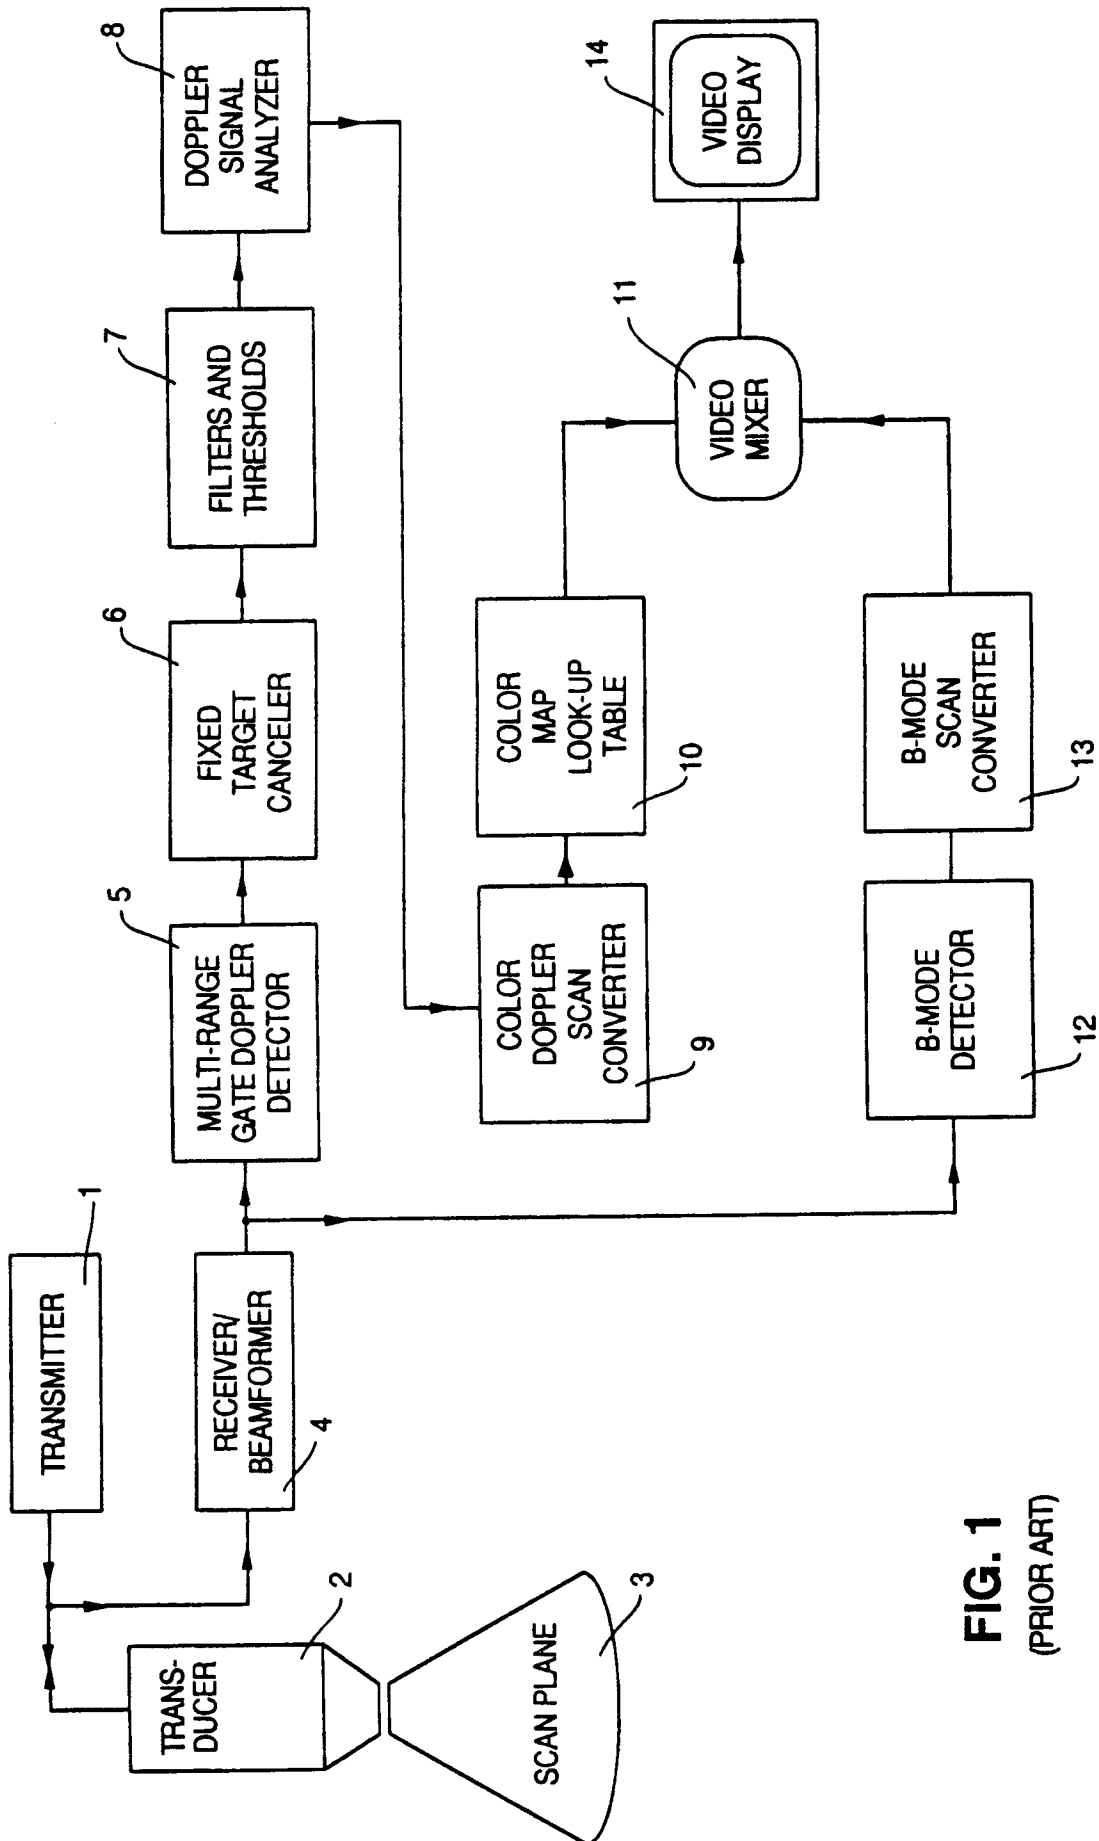 TRANSMITTER
1
TRANS-
DUCER
2
SCAN PLANE
3
RECEIVER/
BEAMFORMER
4
MULTI-RANGE
GATE DOPPLER
DETECTOR
5
FIXED
TARGET
CANCELER
6
FILTERS AND
THRESHOLDS
7
DOPPLER
SIGNAL
ANALYZER
8
COLOR
DOPPLER
SCAN
CONVERTER
9
COLOR
MAP
LOOK-UP
TABLE
10
VIDEO
MIXER
11
B-MODE
DETECTOR
12
B-MODE
SCAN
CONVERTER
13
VIDEO
DISPLAY
14
FIG. 1
(PRIOR ART)